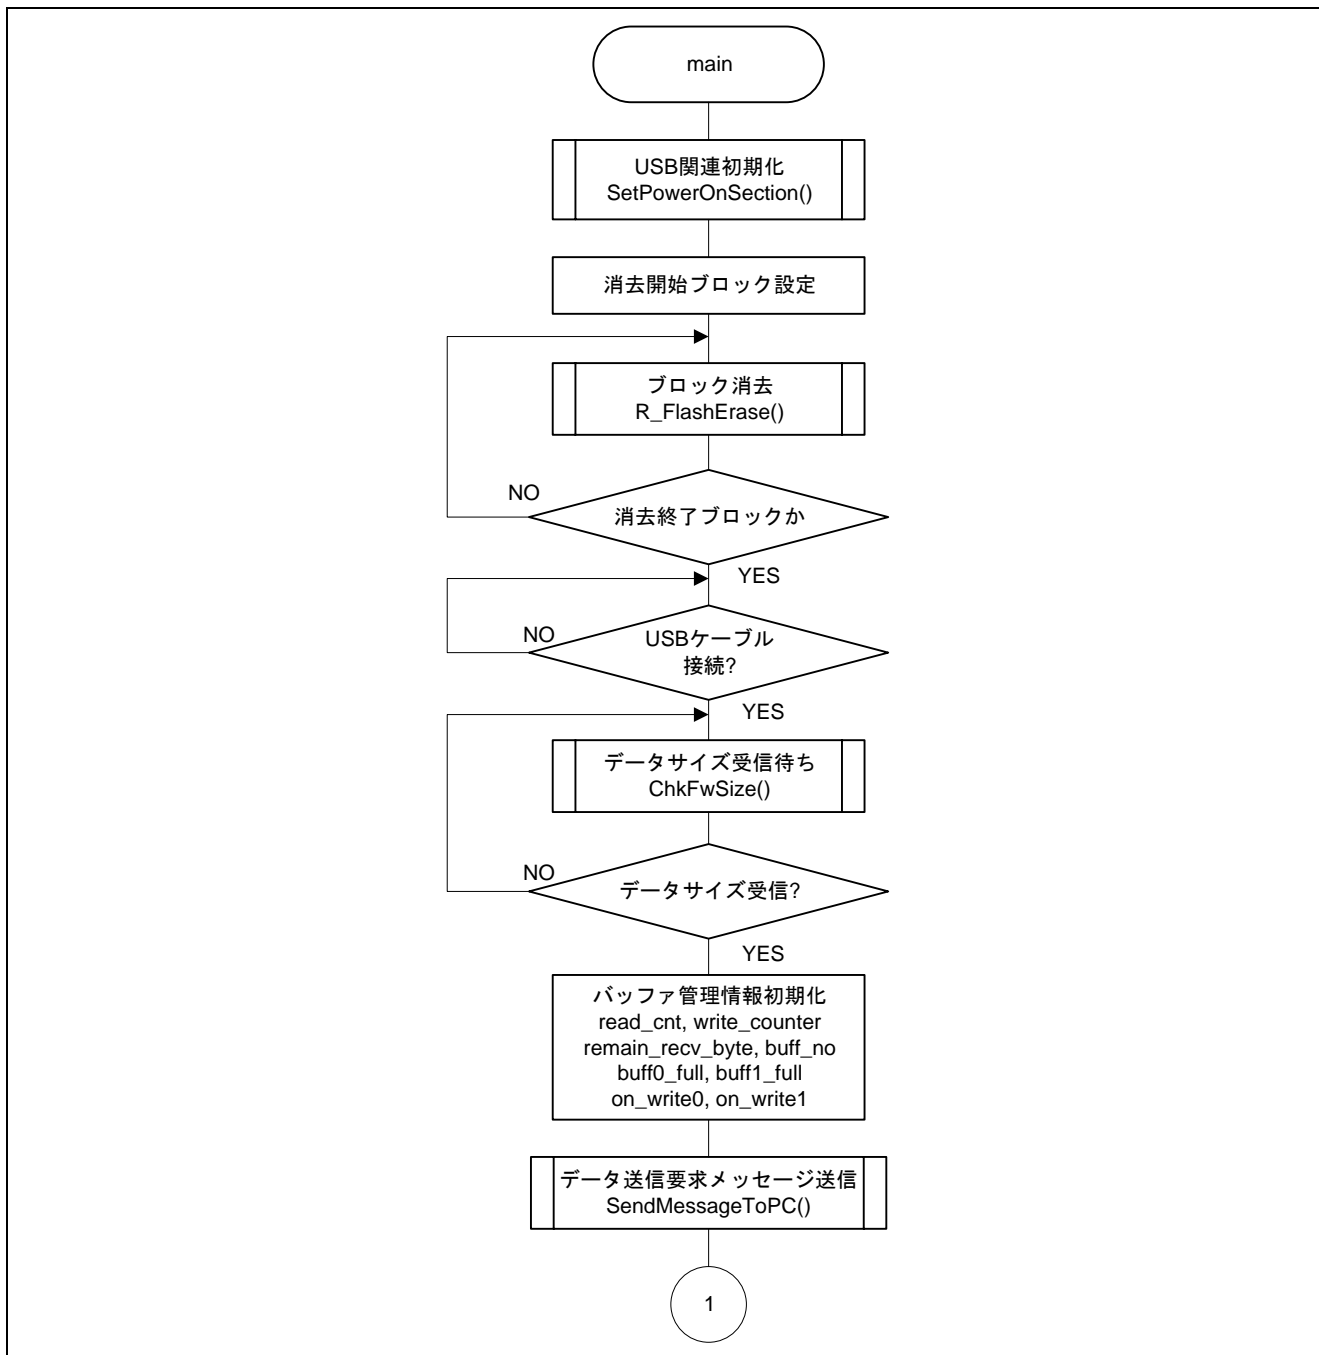 main
USB関連初期化
SetPowerOnSection()
消去開始ブロック設定
ブロック消去
R_FlashErase()
NO
消去終了ブロックか
YES
NO
USBケーブル
接続?
YES
データサイズ受信待ち
ChkFwSize()
NO
データサイズ受信?
YES
バッファ管理情報初期化
read_cnt, write_counter
remain_recv_byte, buff_no
buff0_full, buff1_full
on_write0, on_write1
データ送信要求メッセージ送信
SendMessageToPC()
1